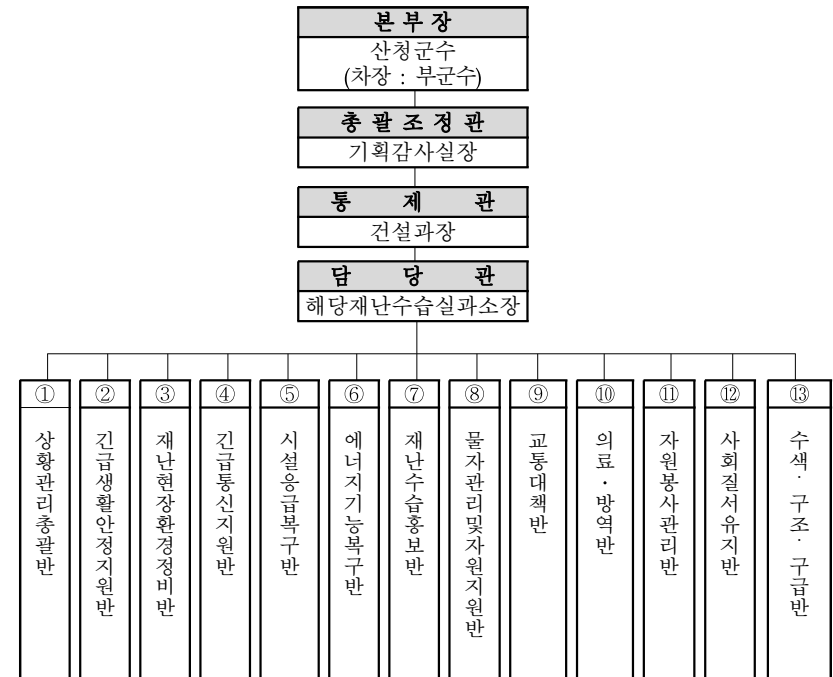 본 부 장
산청군수
(차장 : 부군수)
총 괄 조 정 관
기획감사실장
통 제 관
건설과장
담 당 관
해당재난수습실과소장
① 상황관리총괄반
② 긴급생활안정지원반
③ 재난현장환경정비반
④ 긴급통신지원반
⑤ 시설응급복구반
⑥ 에너지기능복구반
⑦ 재난수습홍보반
⑧ 물자관리및자원지원반
⑨ 교통대책반
⑩ 의료·방역반
⑪ 자원봉사관리반
⑫ 사회질서유지반
⑬ 수색·구조·구급반